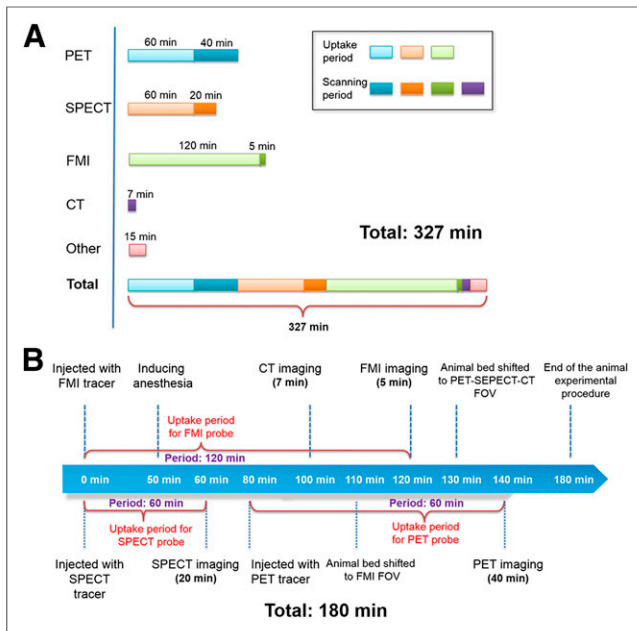 A
60 min 40 min
PET
Uptake
period
Scanning
period
60 min 20 min
SPECT
120 min 5 min
FMI
7 min
CT
15 min
Other
Total: 327 min
Total
327 min
B
Injected with
FMI tracer
Inducing
anesthesia
CT imaging
(7 min)
FMI imaging
(5 min)
Animal bed shifted
to PET-SEPECT-CT
FOV
End of the animal
experimental
procedure
Uptake period
for FMI probe
Period: 120 min
0 min 50 min 60 min 80 min 100 min 110 min 120 min 130 min 140 min 180 min
Period: 60 min
Period: 60 min
Uptake period for
SPECT probe
Uptake period
for PET probe
Injected with
SPECT
tracer
SPECT imaging
(20 min)
Injected with
PET tracer
Animal bed shifted
to FMI FOV
PET imaging
(40 min)
Total: 180 min